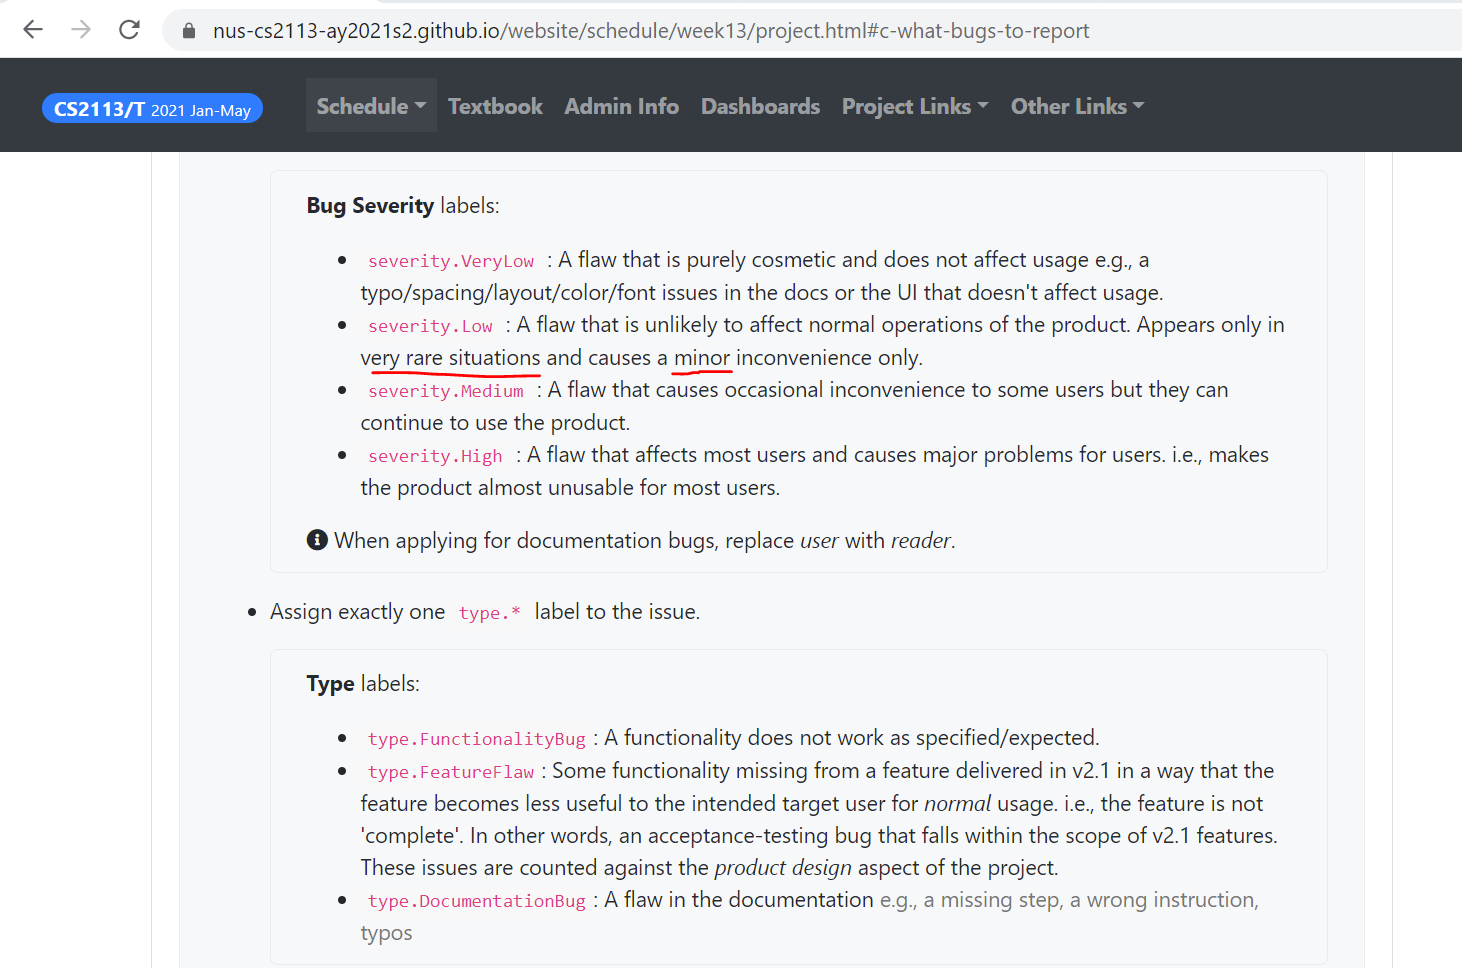 nus-cs2113-ay2021s2.github.io/website/schedule/week13/project.html#c-what-bugs-to-report
CS2113/T 2021 Jan-May Schedule Textbook Admin Info Dashboards Project Links Other Links
Bug Severity labels:
severity.VeryLow : A flaw that is purely cosmetic and does not affect usage e.g., a
typo/spacing/layout/color/font issues in the docs or the UI that doesn't affect usage.
severity.Low : A flaw that is unlikely to affect normal operations of the product. Appears only in
very rare situations and causes a minor inconvenience only.
severity.Medium : A flaw that causes occasional inconvenience to some users but they can
continue to use the product.
severity.High : A flaw that affects most users and causes major problems for users. i.e., makes
the product almost unusable for most users.
When applying for documentation bugs, replace user with reader.
Assign exactly one type.* label to the issue.
Type labels:
type.FunctionalityBug : A functionality does not work as specified/expected.
type.FeatureFlaw : Some functionality missing from a feature delivered in v2.1 in a way that the
feature becomes less useful to the intended target user for normal usage. i.e., the feature is not
'complete'. In other words, an acceptance-testing bug that falls within the scope of v2.1 features.
These issues are counted against the product design aspect of the project.
type.DocumentationBug : A flaw in the documentation e.g., a missing step, a wrong instruction,
typos